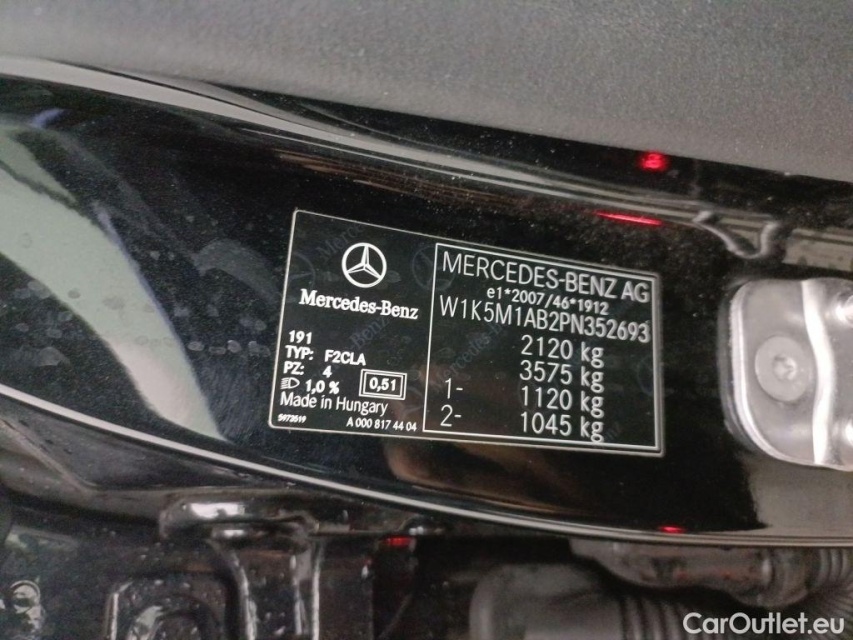 Mercedes-Benz
191
TYP: F2CLA
PZ: 4
1,0 % 0,51
Made in Hungary
5972519 A 000 817 44 04
MERCEDES-BENZ AG
e1*2007/46*1912
W1K5M1AB2PN352693
2120 kg
3575 kg
1- 1120 kg
2- 1045 kg
CarOutlet.eu